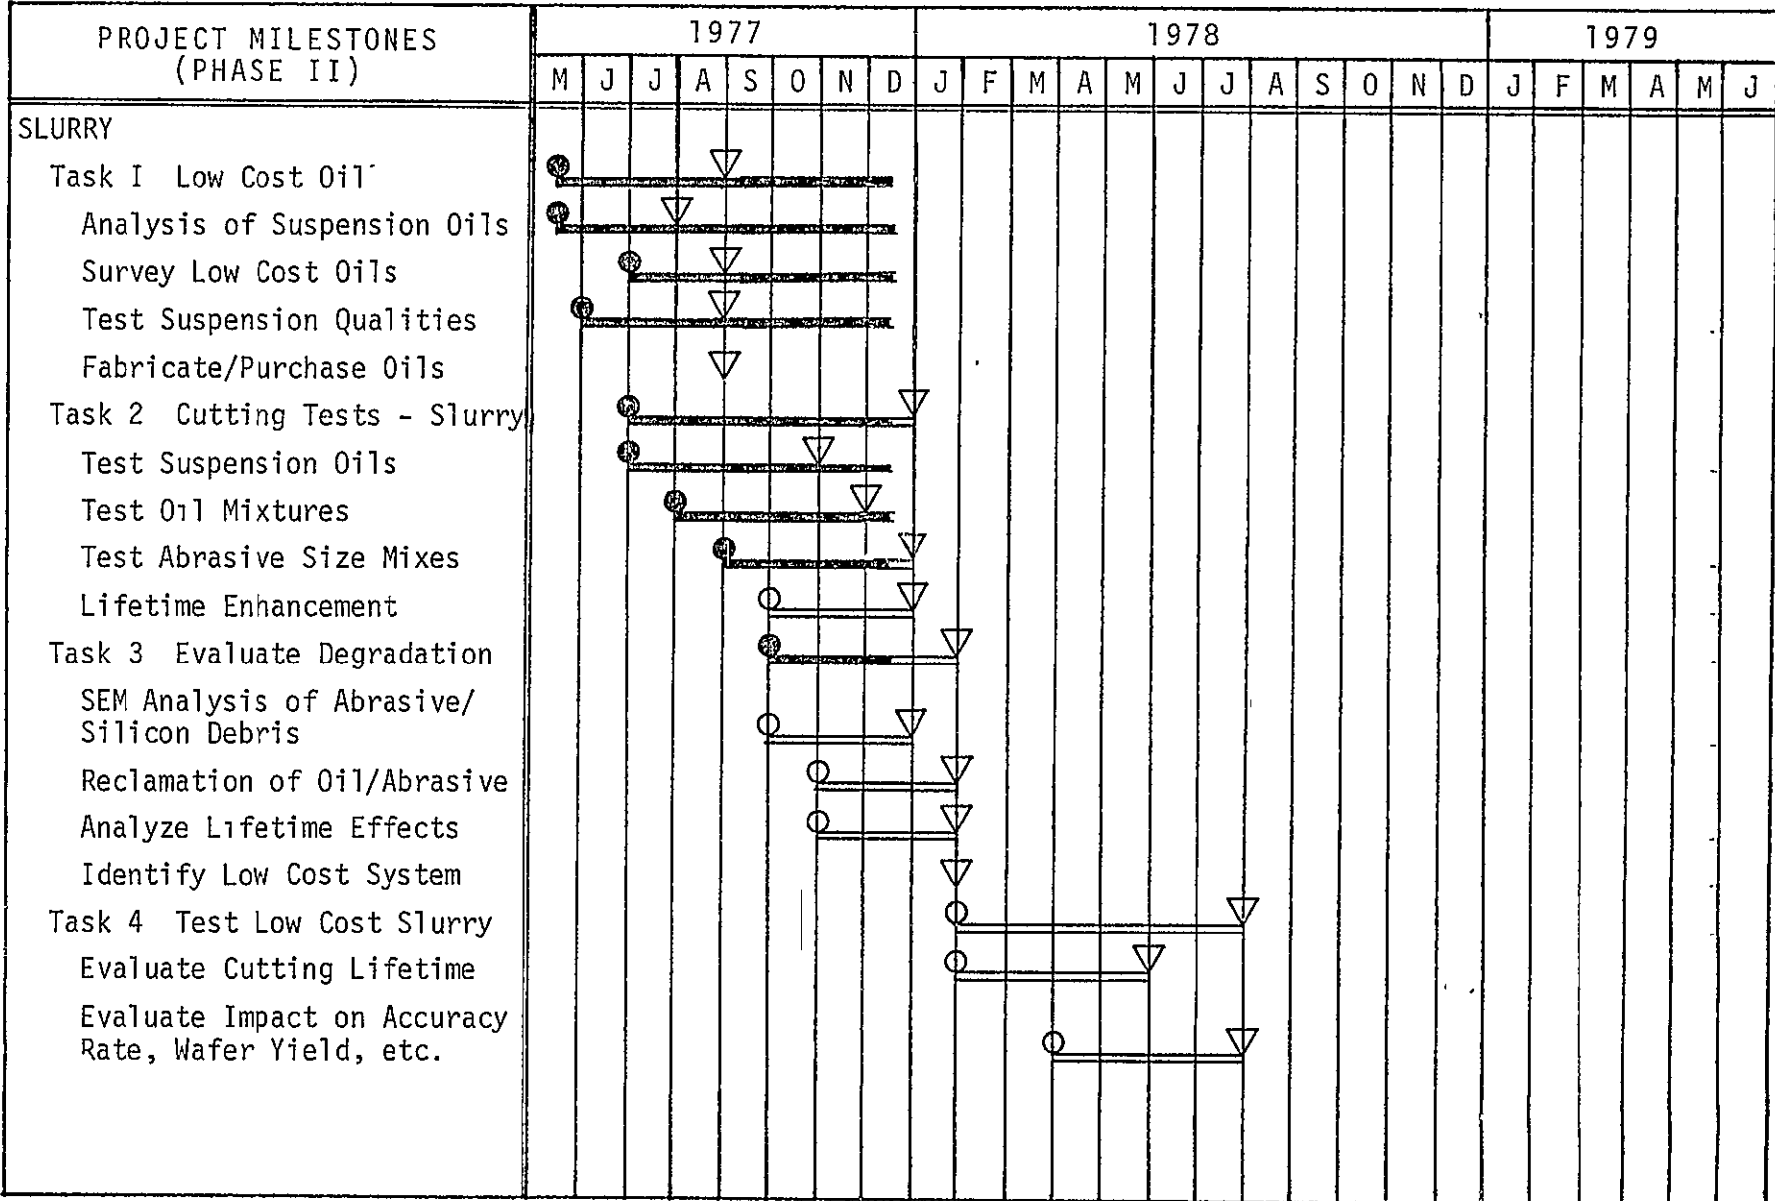 PROJECT MILESTONES
(PHASE II)
1977 1978 1979
M J J A S O N D J F M A M J J A S O N D J F M A M J
SLURRY
Task I Low Cost Oil
Analysis of Suspension Oils
Survey Low Cost Oils
Test Suspension Qualities
Fabricate/Purchase Oils
Task 2 Cutting Tests - Slurry
Test Suspension Oils
Test Oil Mixtures
Test Abrasive Size Mixes
Lifetime Enhancement
Task 3 Evaluate Degradation
SEM Analysis of Abrasive/
Silicon Debris
Reclamation of Oil/Abrasive
Analyze Lifetime Effects
Identify Low Cost System
Task 4 Test Low Cost Slurry
Evaluate Cutting Lifetime
Evaluate Impact on Accuracy
Rate, Wafer Yield, etc.